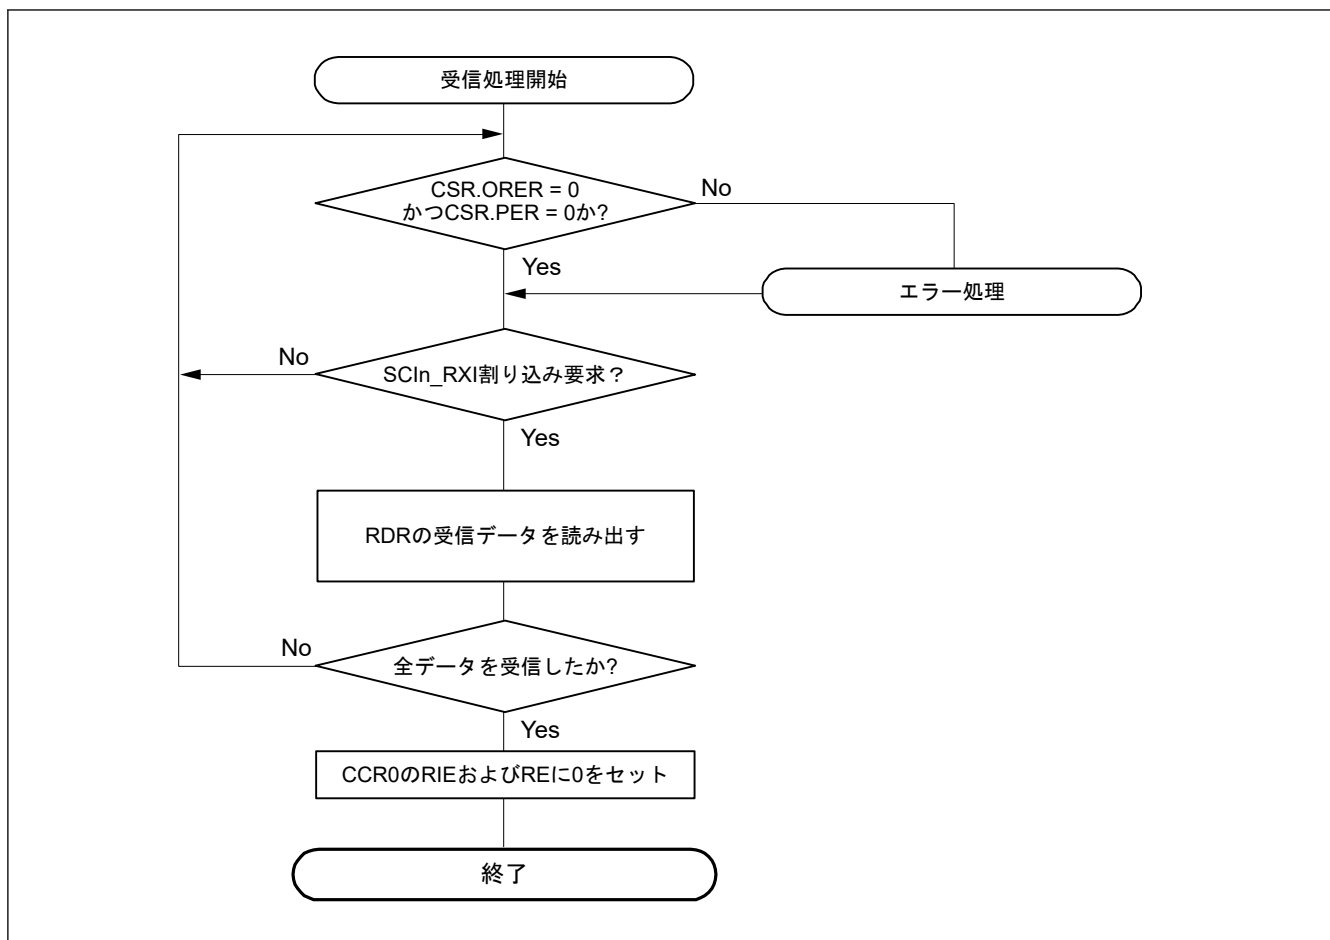 受信処理開始
CSR.ORER = 0
かつCSR.PER = 0か?
No
Yes
エラー処理
No
SCIn_RXI割り込み要求？
Yes
RDRの受信データを読み出す
No
全データを受信したか?
Yes
CCR0のRIEおよびREに0をセット
終了